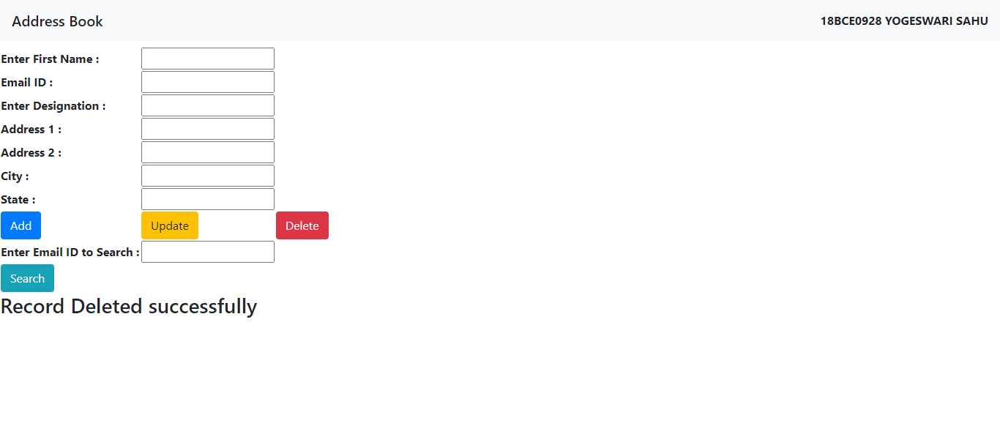 Address Book 18BCE0928 YOGESWARI SAHU
Enter First Name :
Email ID :
Enter Designation :
Address 1 :
Address 2 :
City :
State :
Add Update Delete
Enter Email ID to Search :
Search
Record Deleted successfully